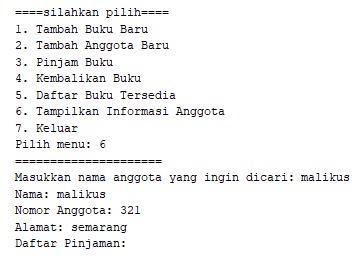 ====silahkan pilih====
1. Tambah Buku Baru
2. Tambah Anggota Baru
3. Pinjam Buku
4. Kembalikan Buku
5. Daftar Buku Tersedia
6. Tampilkan Informasi Anggota
7. Keluar
Pilih menu: 6
=====================
Masukkan nama anggota yang ingin dicari: malikus
Nama: malikus
Nomor Anggota: 321
Alamat: semarang
Daftar Pinjaman: